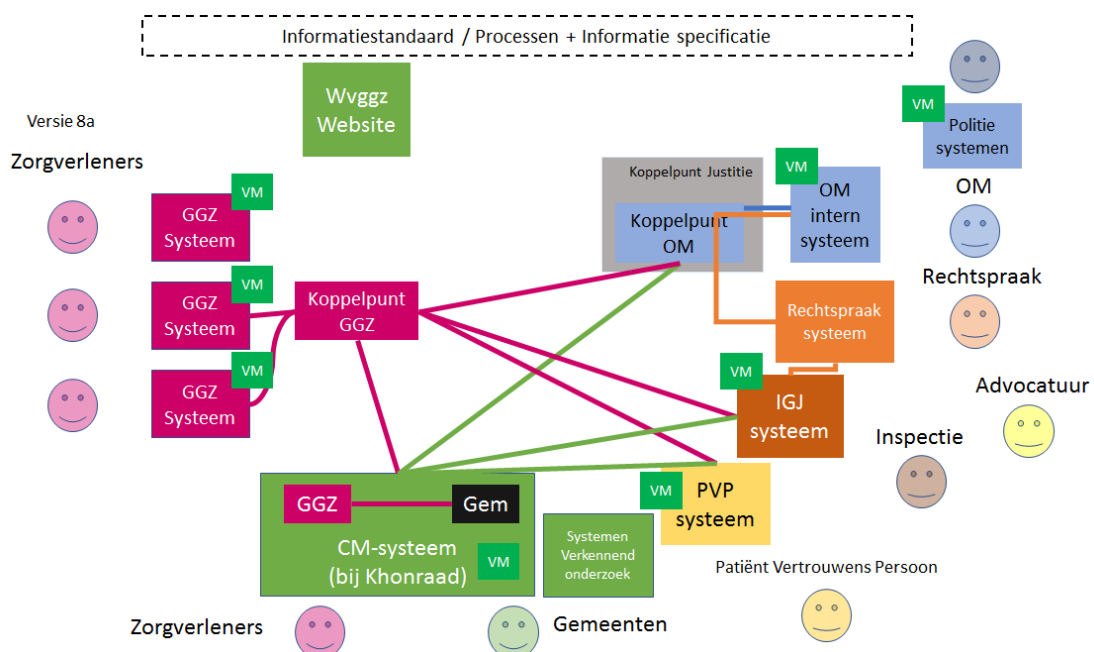 Informatiestandaard / Processen + Informatie specificatie
Wvggz
Website
Versie 8a
Zorgverleners
VM
GGZ
Systeem
VM
GGZ
Systeem
VM
GGZ
Systeem
Koppelpunt
GGZ
Koppelpunt Justitie
Koppelpunt
OM
VM
OM
intern
systeem
VM
Politie
systemen
OM
Rechtspraak
Rechtspraak
systeem
VM
IGJ
systeem
Advocatuur
Inspectie
VM
PVP
systeem
GGZ
Gem
CM-systeem
(bij Khonraad)
VM
Systemen
Verkennend
onderzoek
Patiënt Vertrouwens Persoon
Zorgverleners
Gemeenten